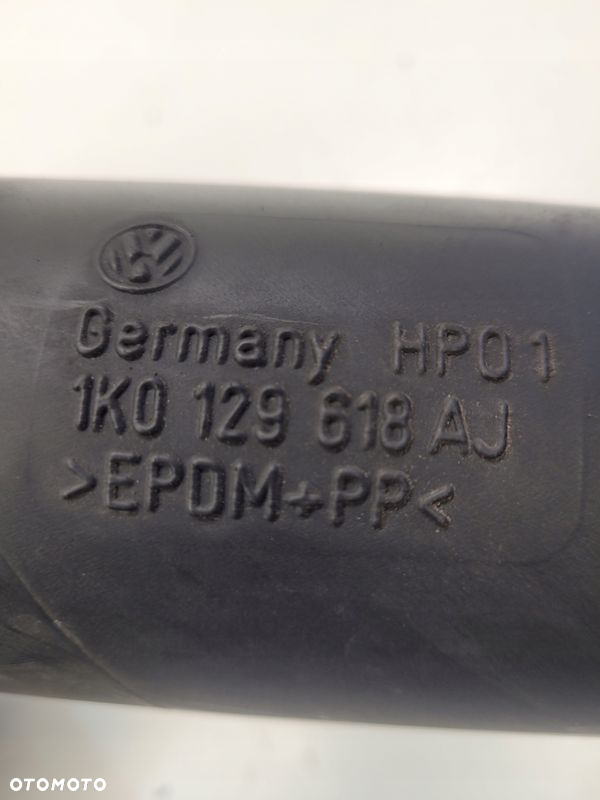 Germany HP01
1K0 129 618 AJ
>EPDM+PP<
OTOMOTO